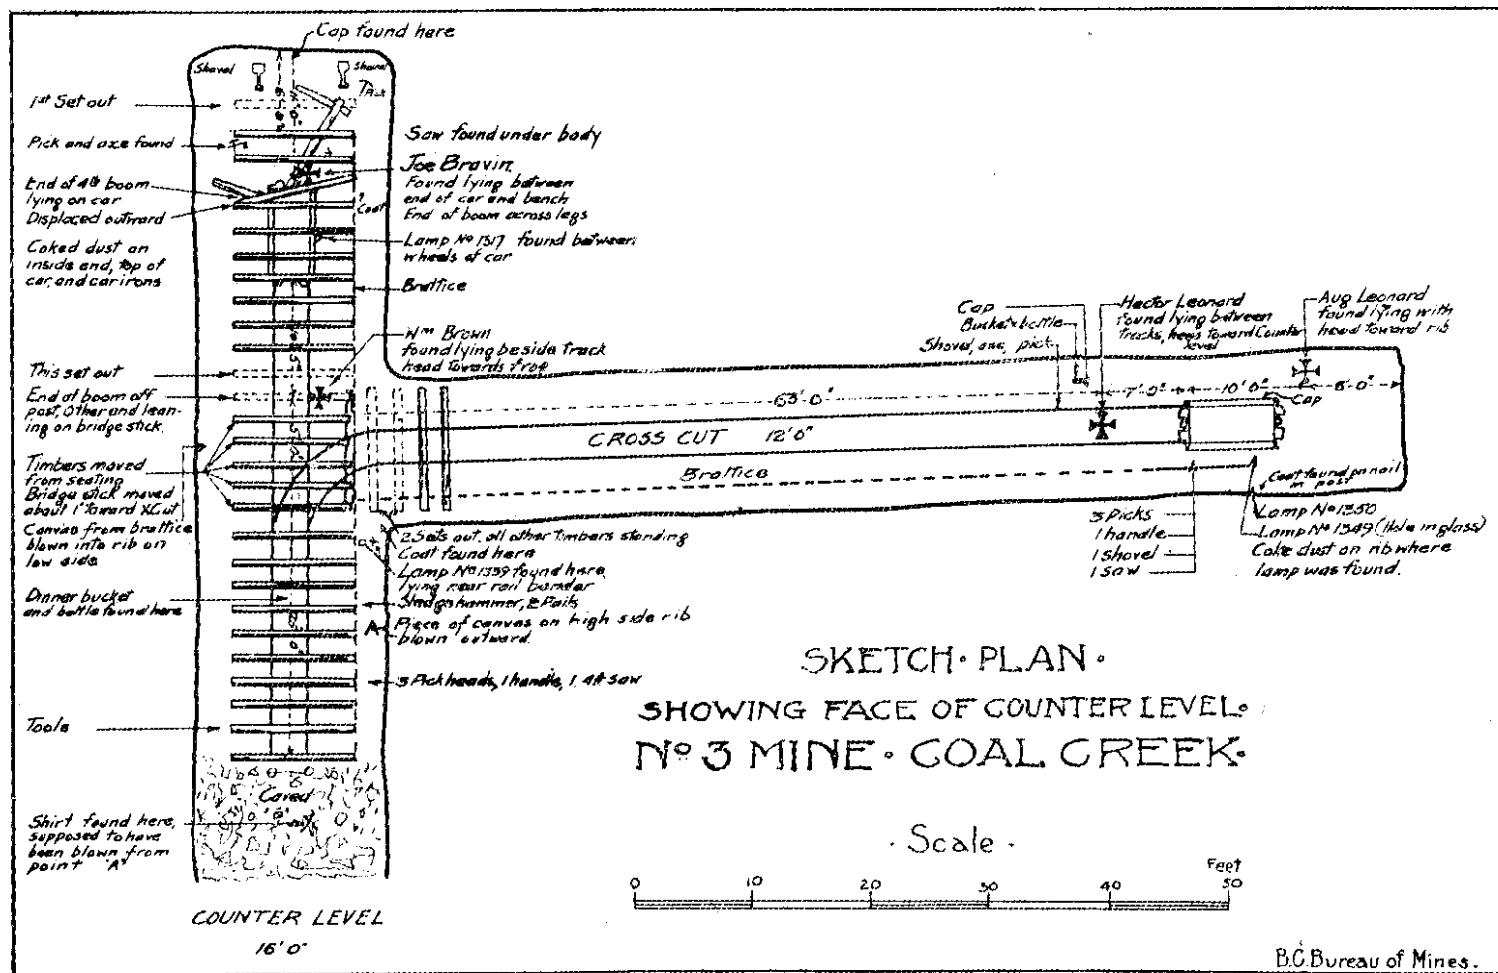 Cap found here
Shovel
Shovel
Pick
1st Set out
Pick and axe found
End of 4th boom
lying on car
Displaced outward
Coked dust on
inside end, top of
car, and car irons
Saw found under body
Joe Bravin
Found lying between
end of car and bench
End of boom across legs
Coat
Lamp No 1317 found between
wheels of car
Brattice
Wm Brown
found lying beside Track
head towards frog
This set out
End of boom off
post, Other end lean-
ing on bridge stick.
Timbers moved
from seating
Bridge stick moved
about 1" toward XCut
Canvas from brattice
blown into rib on
low side
Dinner bucket
and bottle found here
Tools
Shirt found here,
supposed to have
been blown from
point "A"
Caved
COUNTER LEVEL
16' 0"
2 Sets out, all other Timbers standing
Coat found here
Lamp No 1359 found here
lying near rail bender
Sledgehammer, 2 Pails
A
Piece of canvas on high side rib
blown outward.
3 Pick heads, 1 handle, 1. 4ft saw
Cap
Bucket & bottle
Shovel, axe, pick
Hector Leonard
found lying between
tracks, head toward Counter
level
Aug Leonard
found lying with
head toward rib
63'-0"
7'-0"
10'-0"
8'-0"
Cap
CROSS CUT 12'0"
Brattice
Coat found on nail
in post
3 Picks
1 handle
1 Shovel
1 Saw
Lamp No 1350
Lamp No 1349 (Hole in glass)
Coke dust on rib where
lamp was found.
SKETCH · PLAN ·
SHOWING FACE OF COUNTER LEVEL.
No 3 MINE · COAL CREEK ·
· Scale ·
Feet
0 10 20 30 40 50
B.C. Bureau of Mines.